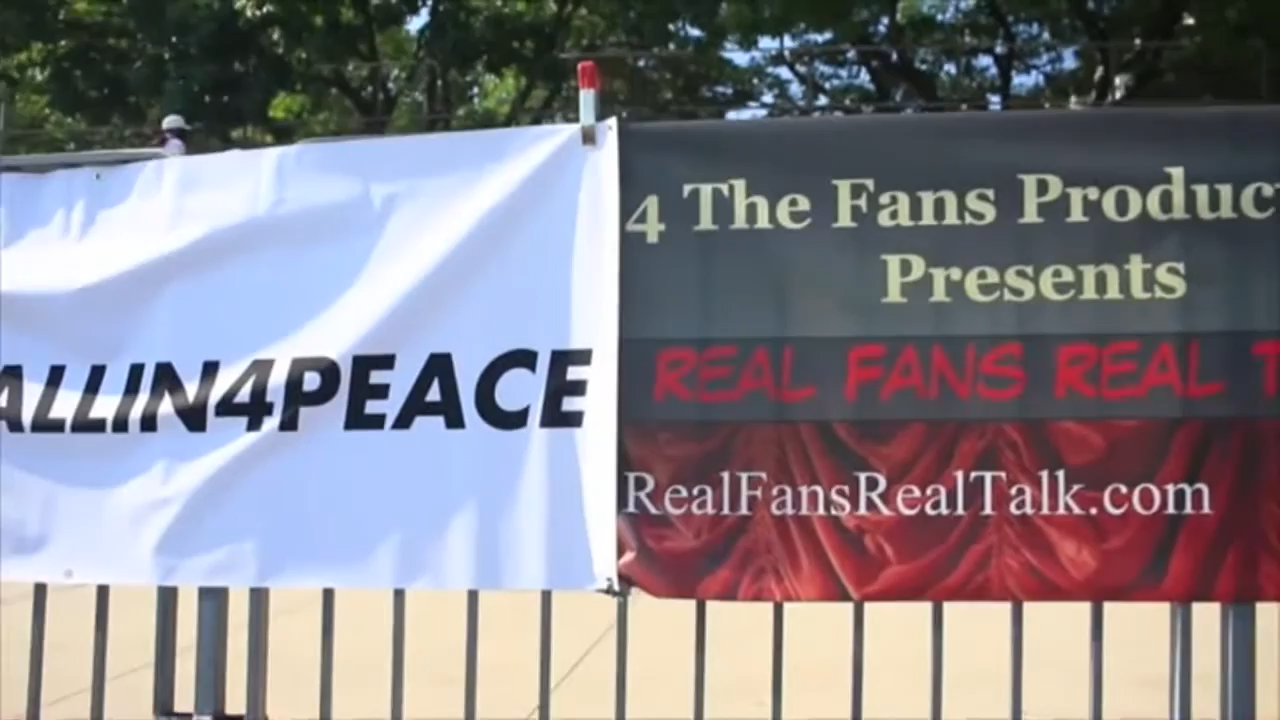 ALLIN4PEACE
4 The Fans Produc
Presents
REAL FANS REAL T
RealFansRealTalk.com